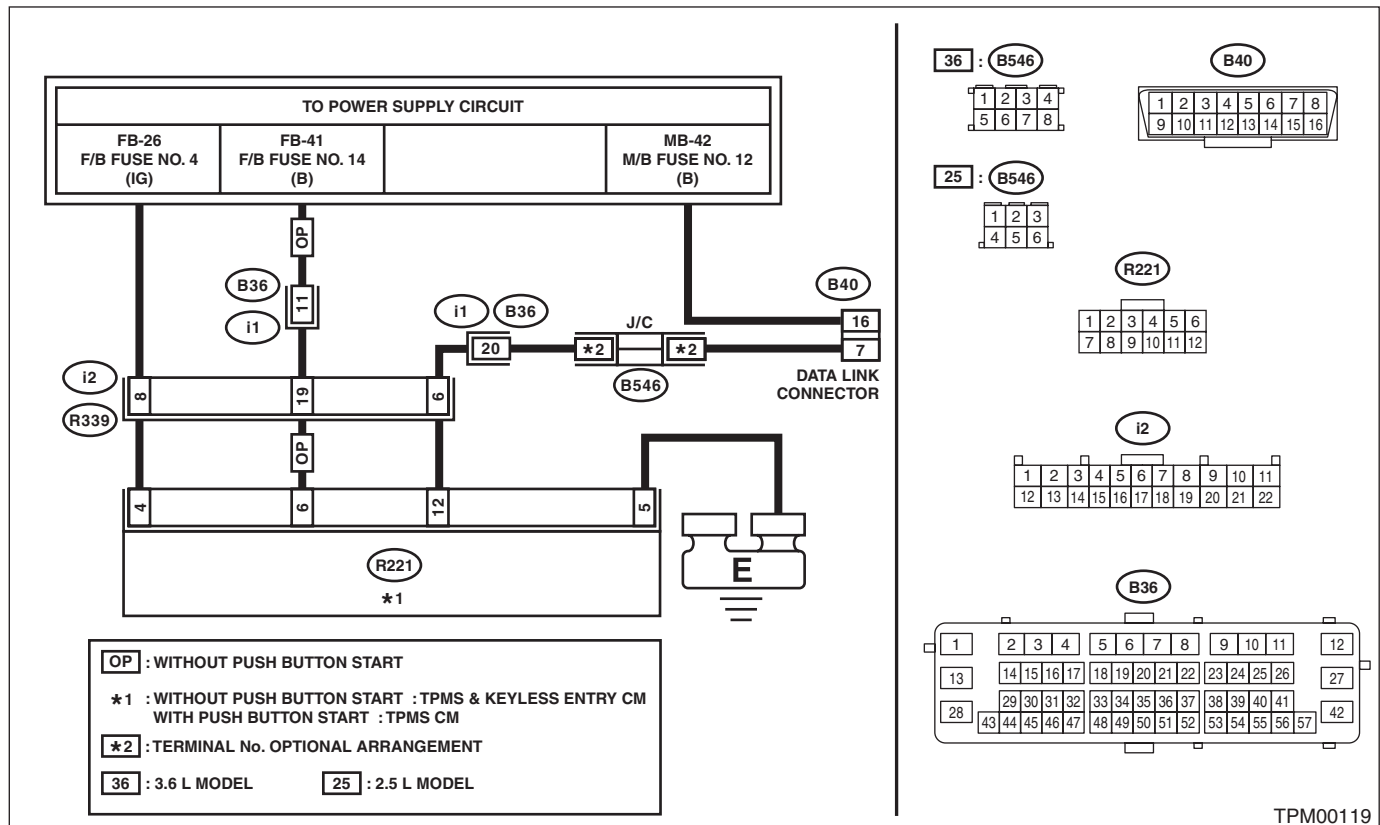 TO POWER SUPPLY CIRCUIT
FB-26
F/B FUSE NO. 4
(IG)
FB-41
F/B FUSE NO. 14
(B)
MB-42
M/B FUSE NO. 12
(B)
OP
B36
11
i1
i1
B36
20
J/C
*2
*2
B546
B40
16
7
DATA LINK
CONNECTOR
i2
R339
8
19
6
OP
4
6
12
5
R221
*1
E
OP : WITHOUT PUSH BUTTON START
*1 : WITHOUT PUSH BUTTON START : TPMS & KEYLESS ENTRY CM
WITH PUSH BUTTON START : TPMS CM
*2 : TERMINAL No. OPTIONAL ARRANGEMENT
36 : 3.6 L MODEL 25 : 2.5 L MODEL
36 : B546
1 2 3 4
5 6 7 8
B40
1 2 3 4 5 6 7 8
9 10 11 12 13 14 15 16
25 : B546
1 2 3
4 5 6
R221
1 2 3 4 5 6
7 8 9 10 11 12
i2
1 2 3 4 5 6 7 8 9 10 11
12 13 14 15 16 17 18 19 20 21 22
B36
1 2 3 4 5 6 7 8 9 10 11 12
13 14 15 16 17 18 19 20 21 22 23 24 25 26 27
28 29 30 31 32 33 34 35 36 37 38 39 40 41 42
43 44 45 46 47 48 49 50 51 52 53 54 55 56 57
TPM00119